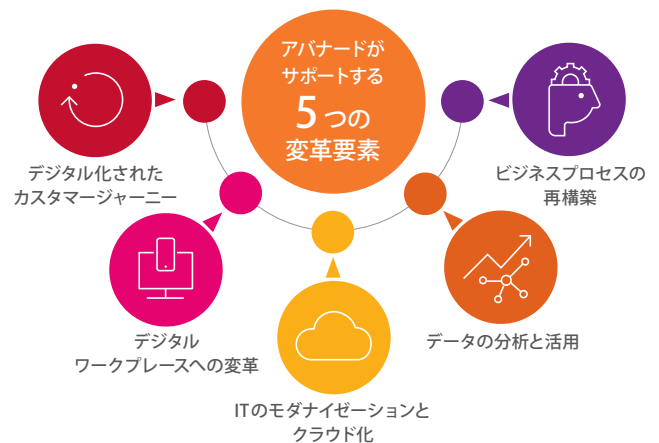 アバナードが
サポートする
5つの
変革要素
デジタル化された
カスタマージャーニー
デジタル
ワークプレースへの変革
ITのモダナイゼーションと
クラウド化
データの分析と活用
ビジネスプロセスの
再構築